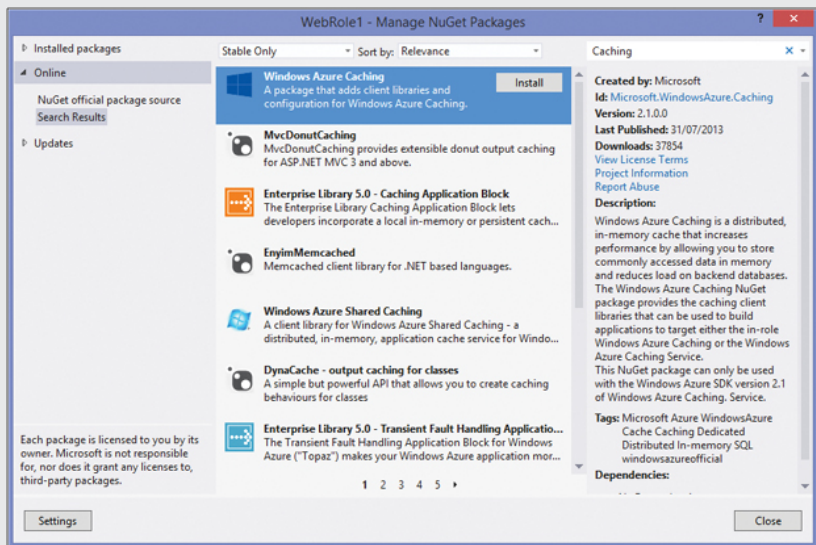 WebRole1 - Manage NuGet Packages
?
Installed packages
Online
NuGet official package source
Search Results
Updates
Each package is licensed to you by its
owner. Microsoft is not responsible
for, nor does it grant any licenses to,
third-party packages.
Stable Only
Sort by: Relevance
Windows Azure Caching
A package that adds client libraries and
configuration for Windows Azure Caching.
Install
MvcDonutCaching
MvcDonutCaching provides extensible donut output caching
for ASP.NET MVC 3 and above.
Enterprise Library 5.0 - Caching Application Block
The Enterprise Library Caching Application Block lets
developers incorporate a local in-memory or persistent cach...
EnyimMemcached
Memcached client library for .NET based languages.
Windows Azure Shared Caching
A client library for Windows Azure Shared Caching - a
distributed, in-memory, application cache service for Windo...
DynaCache - output caching for classes
A simple but powerful API that allows you to create caching
behaviours for classes
Enterprise Library 5.0 - Transient Fault Handling Applicatio...
The Transient Fault Handling Application Block for Windows
Azure ("Topaz") makes your Windows Azure application mor...
1 2 3 4 5
Caching
Created by: Microsoft
Id: Microsoft.WindowsAzure.Caching
Version: 2.1.0.0
Last Published: 31/07/2013
Downloads: 37854
View License Terms
Project Information
Report Abuse
Description:
Windows Azure Caching is a distributed,
in-memory cache that increases
performance by allowing you to store
commonly accessed data in memory
and reduces load on backend databases.
The Windows Azure Caching NuGet
package provides the caching client
libraries that can be used to build
applications to target either the in-role
Windows Azure Caching or the Windows
Azure Caching Service.
This NuGet package can only be used
with the Windows Azure SDK version 2.1
of Windows Azure Caching. Service.
Tags: Microsoft Azure WindowsAzure
Cache Caching Dedicated
Distributed In-memory SQL
windowsazureofficial
Dependencies:
Settings
Close